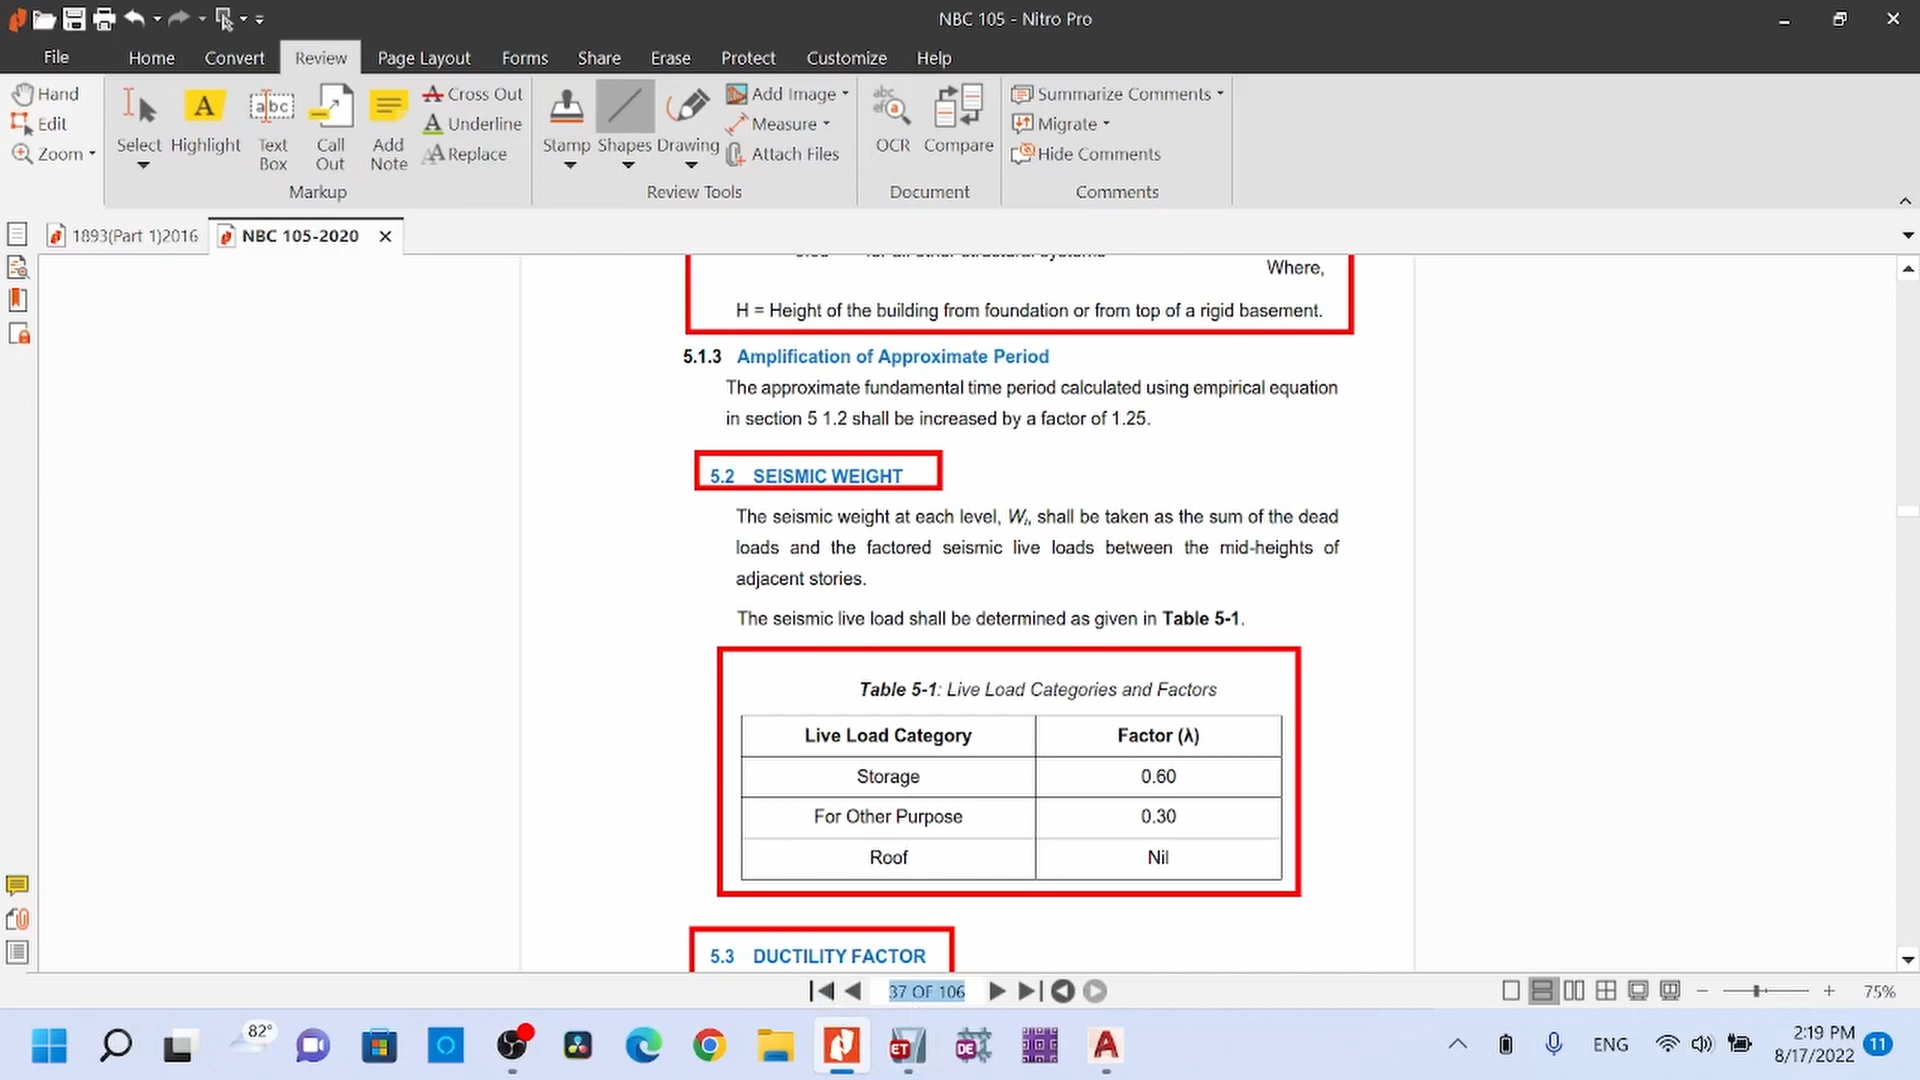 NBC 105 - Nitro Pro
File Home Convert Review Page Layout Forms Share Erase Protect Customize Help
Hand
Edit
Zoom
Select
Highlight
Text Box
Call Out
Add Note
Cross Out
Underline
Replace
Markup
Stamp
Shapes
Drawing
Add Image
Measure
Attach Files
Review Tools
OCR
Compare
Document
Summarize Comments
Migrate
Hide Comments
Comments
1893(Part 1)2016
NBC 105-2020
Where,
H = Height of the building from foundation or from top of a rigid basement.
5.1.3 Amplification of Approximate Period
The approximate fundamental time period calculated using empirical equation
in section 5 1.2 shall be increased by a factor of 1.25.
5.2 SEISMIC WEIGHT
The seismic weight at each level, Wi, shall be taken as the sum of the dead
loads and the factored seismic live loads between the mid-heights of
adjacent stories.
The seismic live load shall be determined as given in Table 5-1.
Table 5-1: Live Load Categories and Factors
Live Load Category Factor (λ)
Storage 0.60
For Other Purpose 0.30
Roof Nil
5.3 DUCTILITY FACTOR
37 OF 106
75%
82°
ET
DE
ENG
2:19 PM
8/17/2022
11